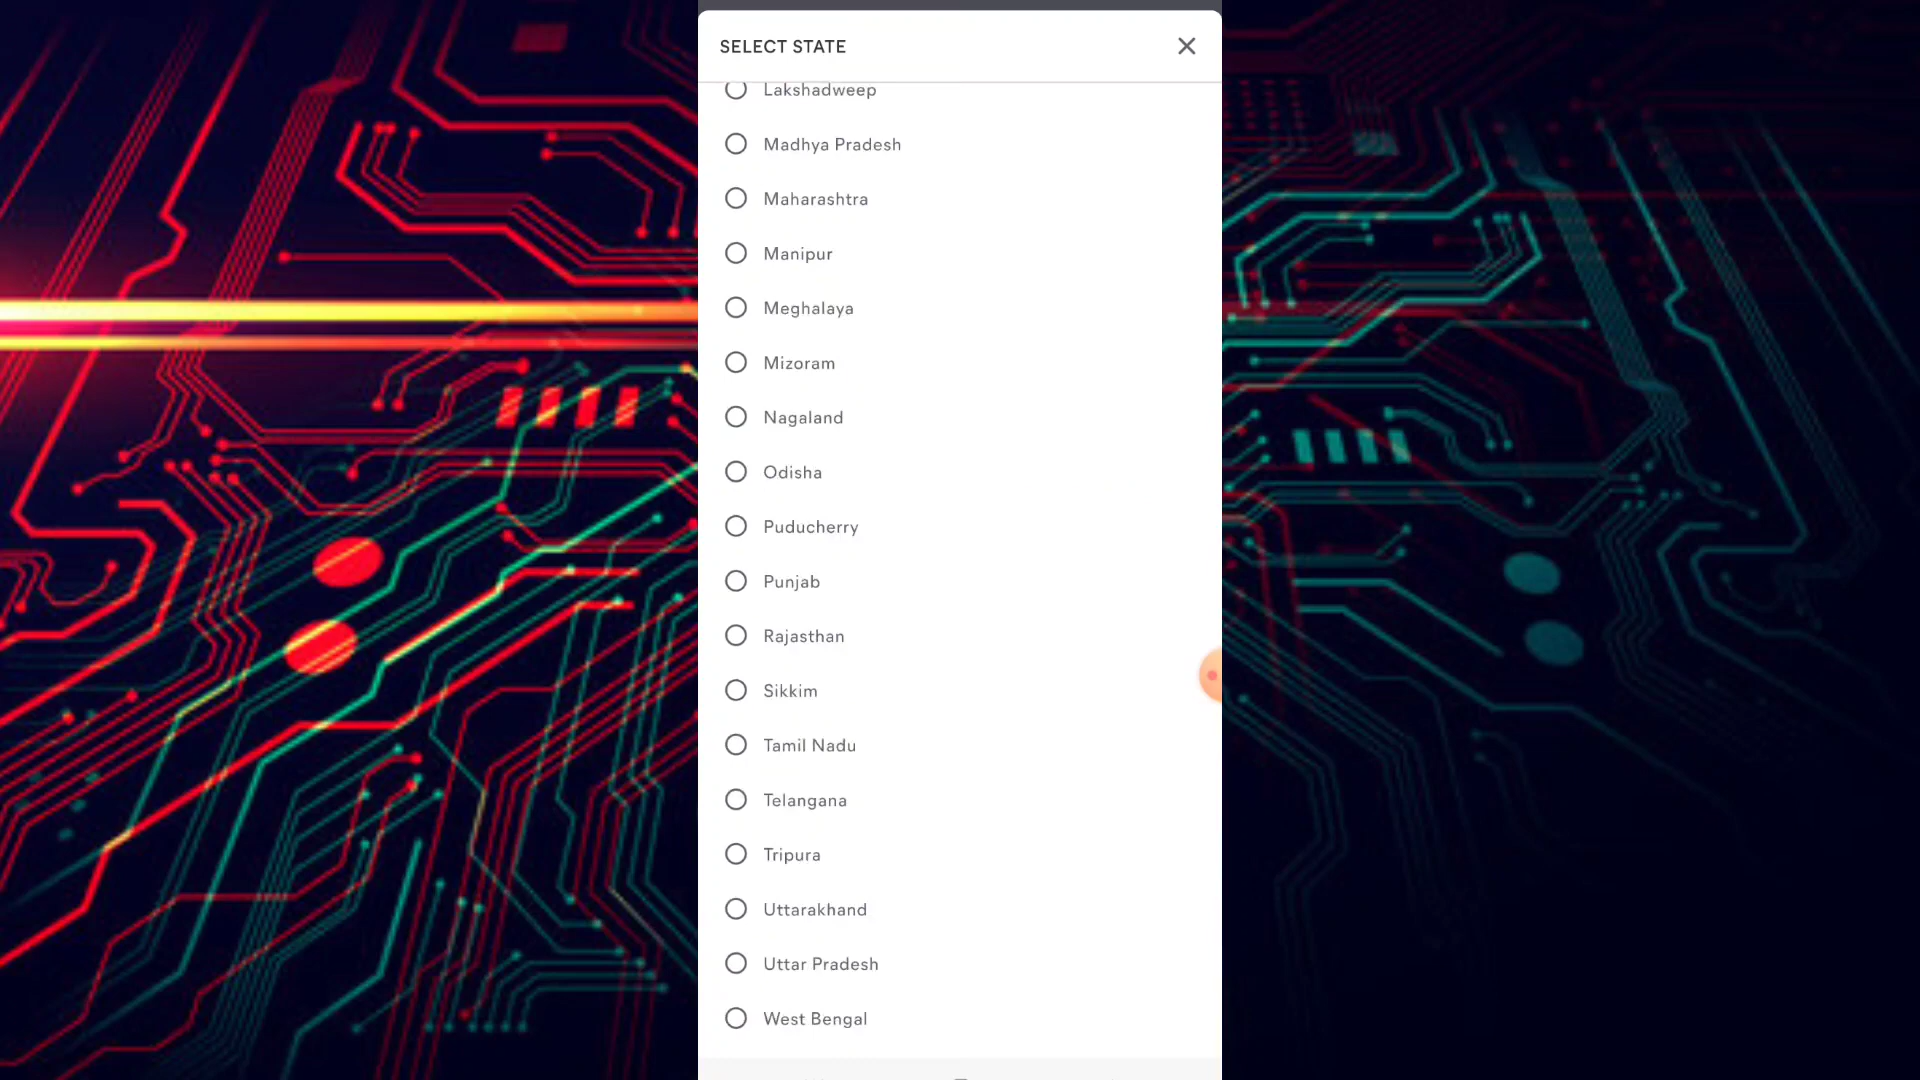 SELECT STATE
Lakshadweep
Madhya Pradesh
Maharashtra
Manipur
Meghalaya
Mizoram
Nagaland
Odisha
Puducherry
Punjab
Rajasthan
Sikkim
Tamil Nadu
Telangana
Tripura
Uttarakhand
Uttar Pradesh
West Bengal